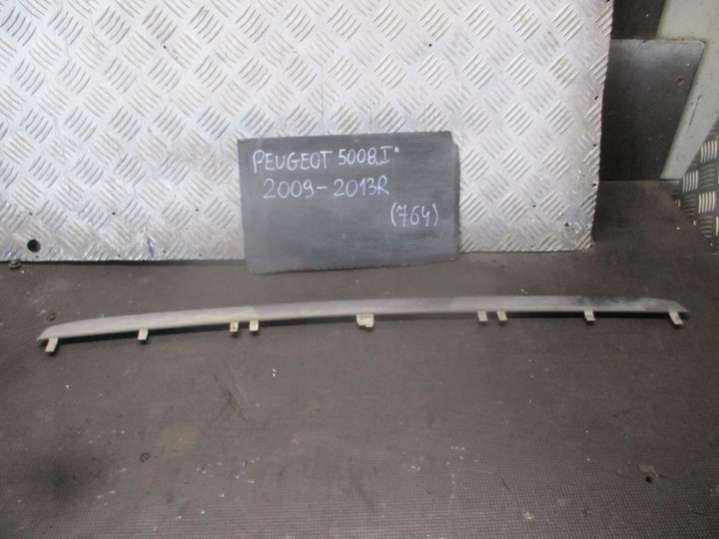 PEUGEOT 5008 I"
2009-2013R
(764)